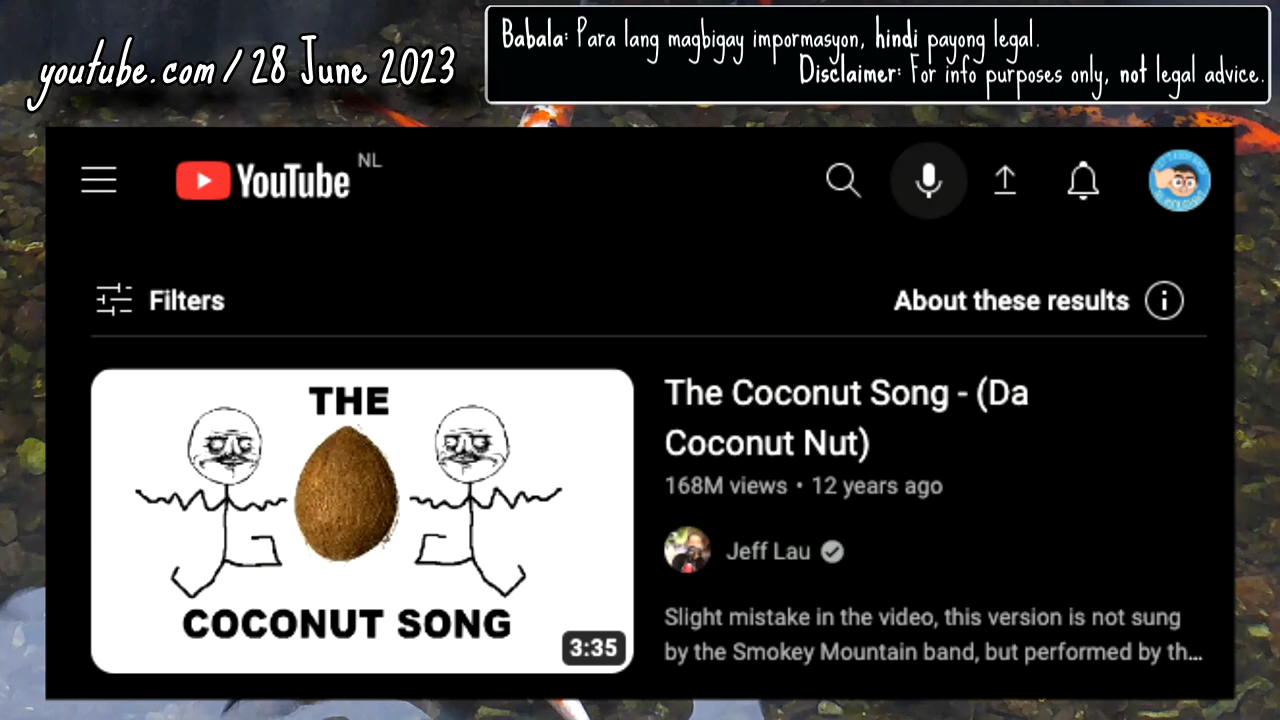 youtube.com / 28 June 2023
Babala: Para lang magbigay impormasyon, hindi payong legal.
Disclaimer: For info purposes only, not legal advice.
YouTube NL
Filters
About these results
THE
COCONUT SONG
3:35
The Coconut Song - (Da
Coconut Nut)
168M views • 12 years ago
Jeff Lau
Slight mistake in the video, this version is not sung
by the Smokey Mountain band, but performed by th...